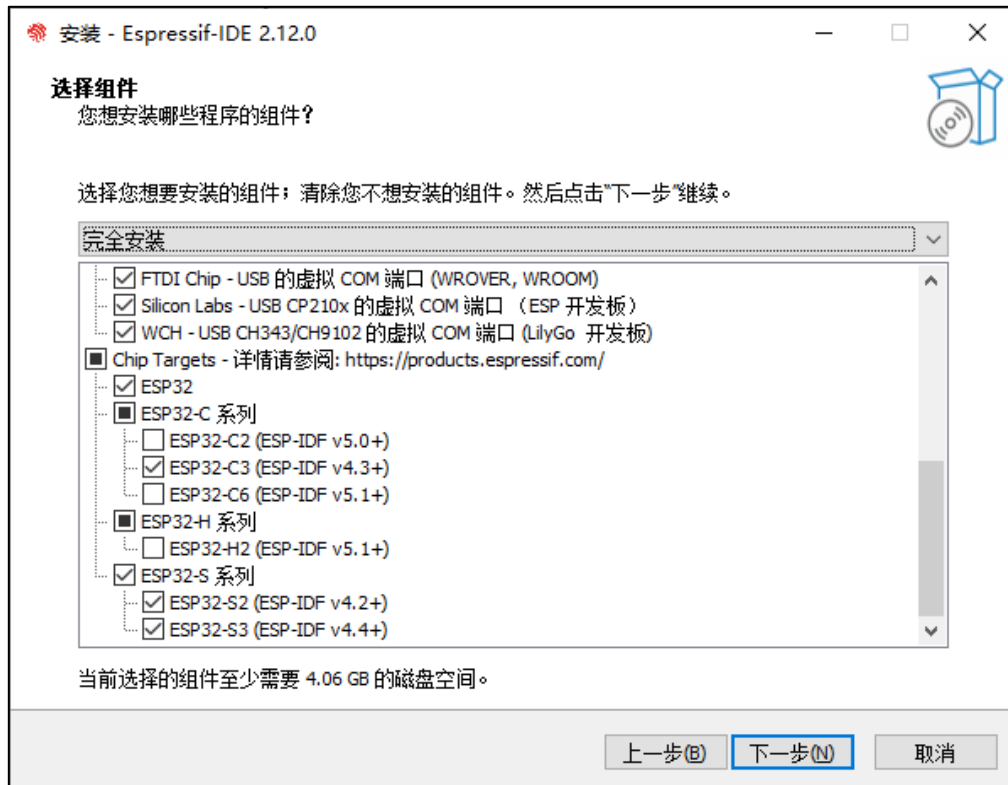 安装 - Espressif-IDE 2.12.0
选择组件
您想安装哪些程序的组件?
选择您想要安装的组件；清除您不想安装的组件。然后点击“下一步”继续。
完全安装
FTDI Chip - USB 的虚拟 COM 端口 (WROVER, WROOM)
Silicon Labs - USB CP210x 的虚拟 COM 端口 （ESP 开发板）
WCH - USB CH343/CH9102 的虚拟 COM 端口 (LilyGo 开发板)
Chip Targets - 详情请参阅: https://products.espressif.com/
ESP32
ESP32-C 系列
ESP32-C2 (ESP-IDF v5.0+)
ESP32-C3 (ESP-IDF v4.3+)
ESP32-C6 (ESP-IDF v5.1+)
ESP32-H 系列
ESP32-H2 (ESP-IDF v5.1+)
ESP32-S 系列
ESP32-S2 (ESP-IDF v4.2+)
ESP32-S3 (ESP-IDF v4.4+)
当前选择的组件至少需要 4.06 GB 的磁盘空间。
上一步(B) 下一步(N) 取消